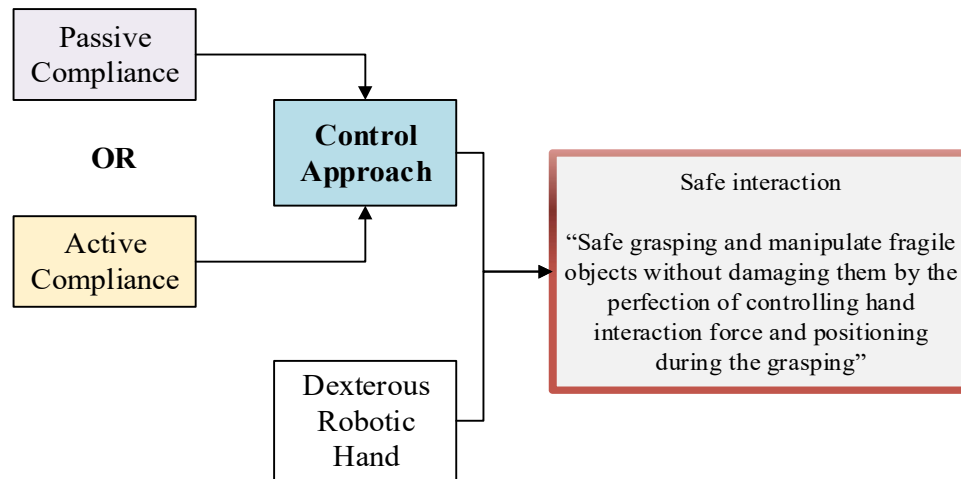 Passive
Compliance
OR
Active
Compliance
Control
Approach
Dexterous
Robotic
Hand
Safe interaction
“Safe grasping and manipulate fragile
objects without damaging them by the
perfection of controlling hand
interaction force and positioning
during the grasping”